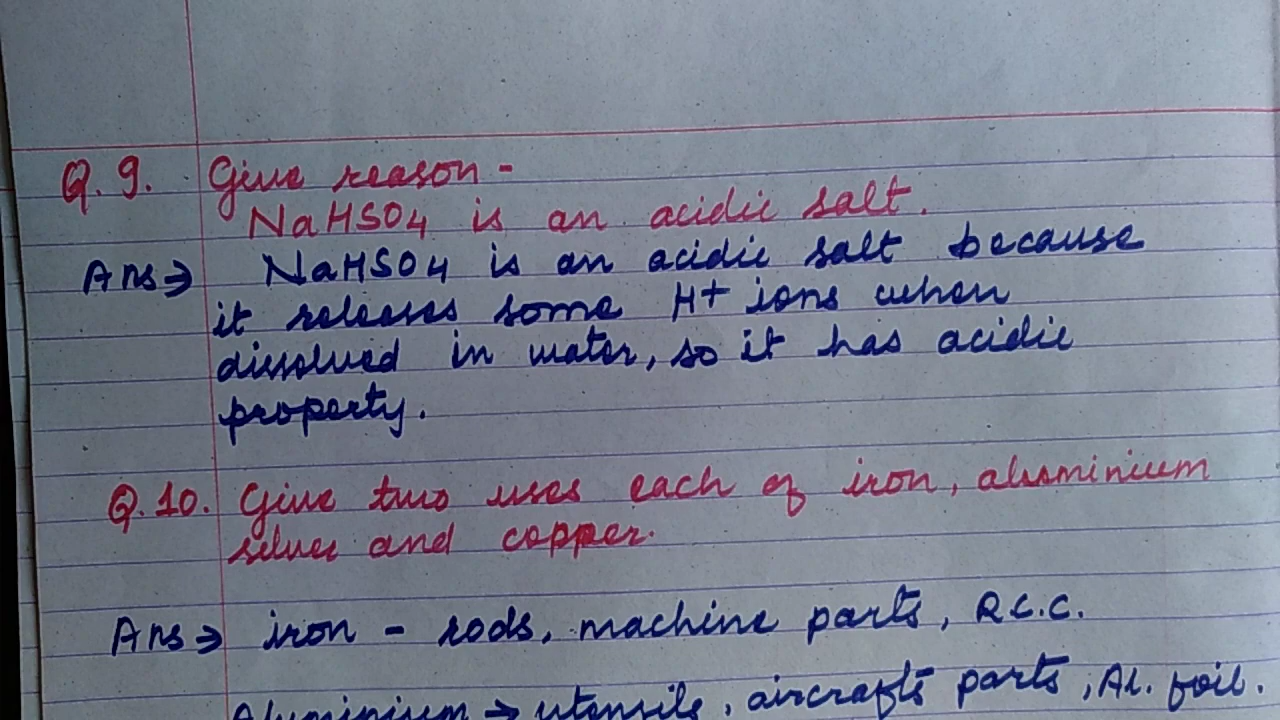 Q. 9. Give reason -
NaHSO4 is an acidic salt.
Ans → NaHSO4 is an acidic salt because
it releases some H+ ions when
dissolved in water, so it has acidic
property.
Q. 10. Give two uses each of iron, aluminium
silver and copper.
Ans → iron - rods, machine parts, R.C.C.
Aluminium → utensils, aircrafts parts, Al. foil.